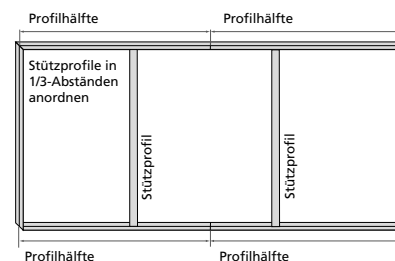 Profilhälfte
Profilhälfte
Stützprofile in
1/3-Abständen
anordnen
Stützprofil
Stützprofil
Profilhälfte
Profilhälfte